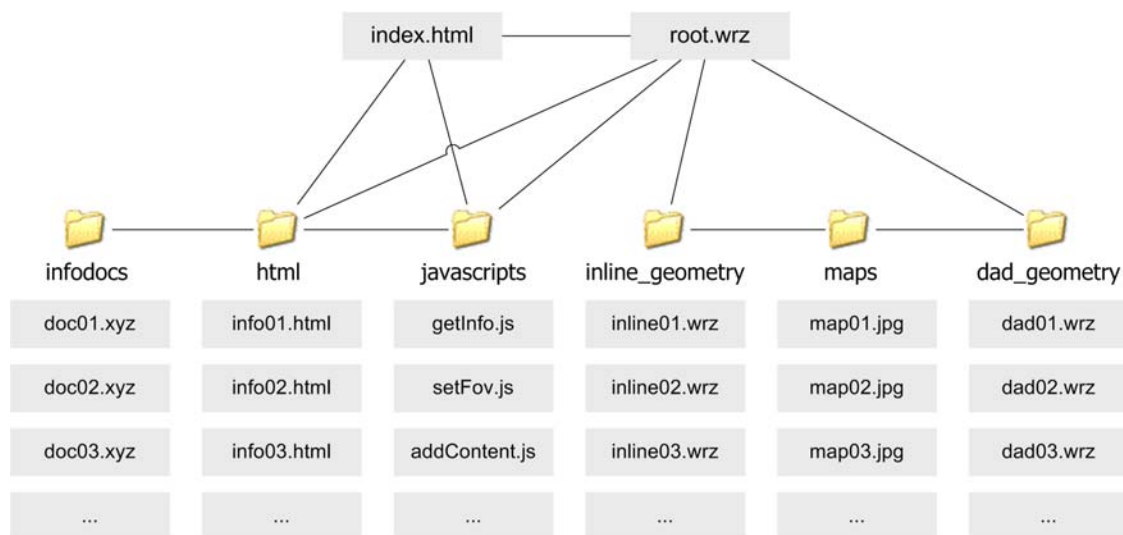 index.html
root.wrz
infodocs
html
javascripts
inline_geometry
maps
dad_geometry
doc01.xyz
info01.html
getInfo.js
inline01.wrz
map01.jpg
dad01.wrz
doc02.xyz
info02.html
setFov.js
inline02.wrz
map02.jpg
dad02.wrz
doc03.xyz
info03.html
addContent.js
inline03.wrz
map03.jpg
dad03.wrz
...
...
...
...
...
...